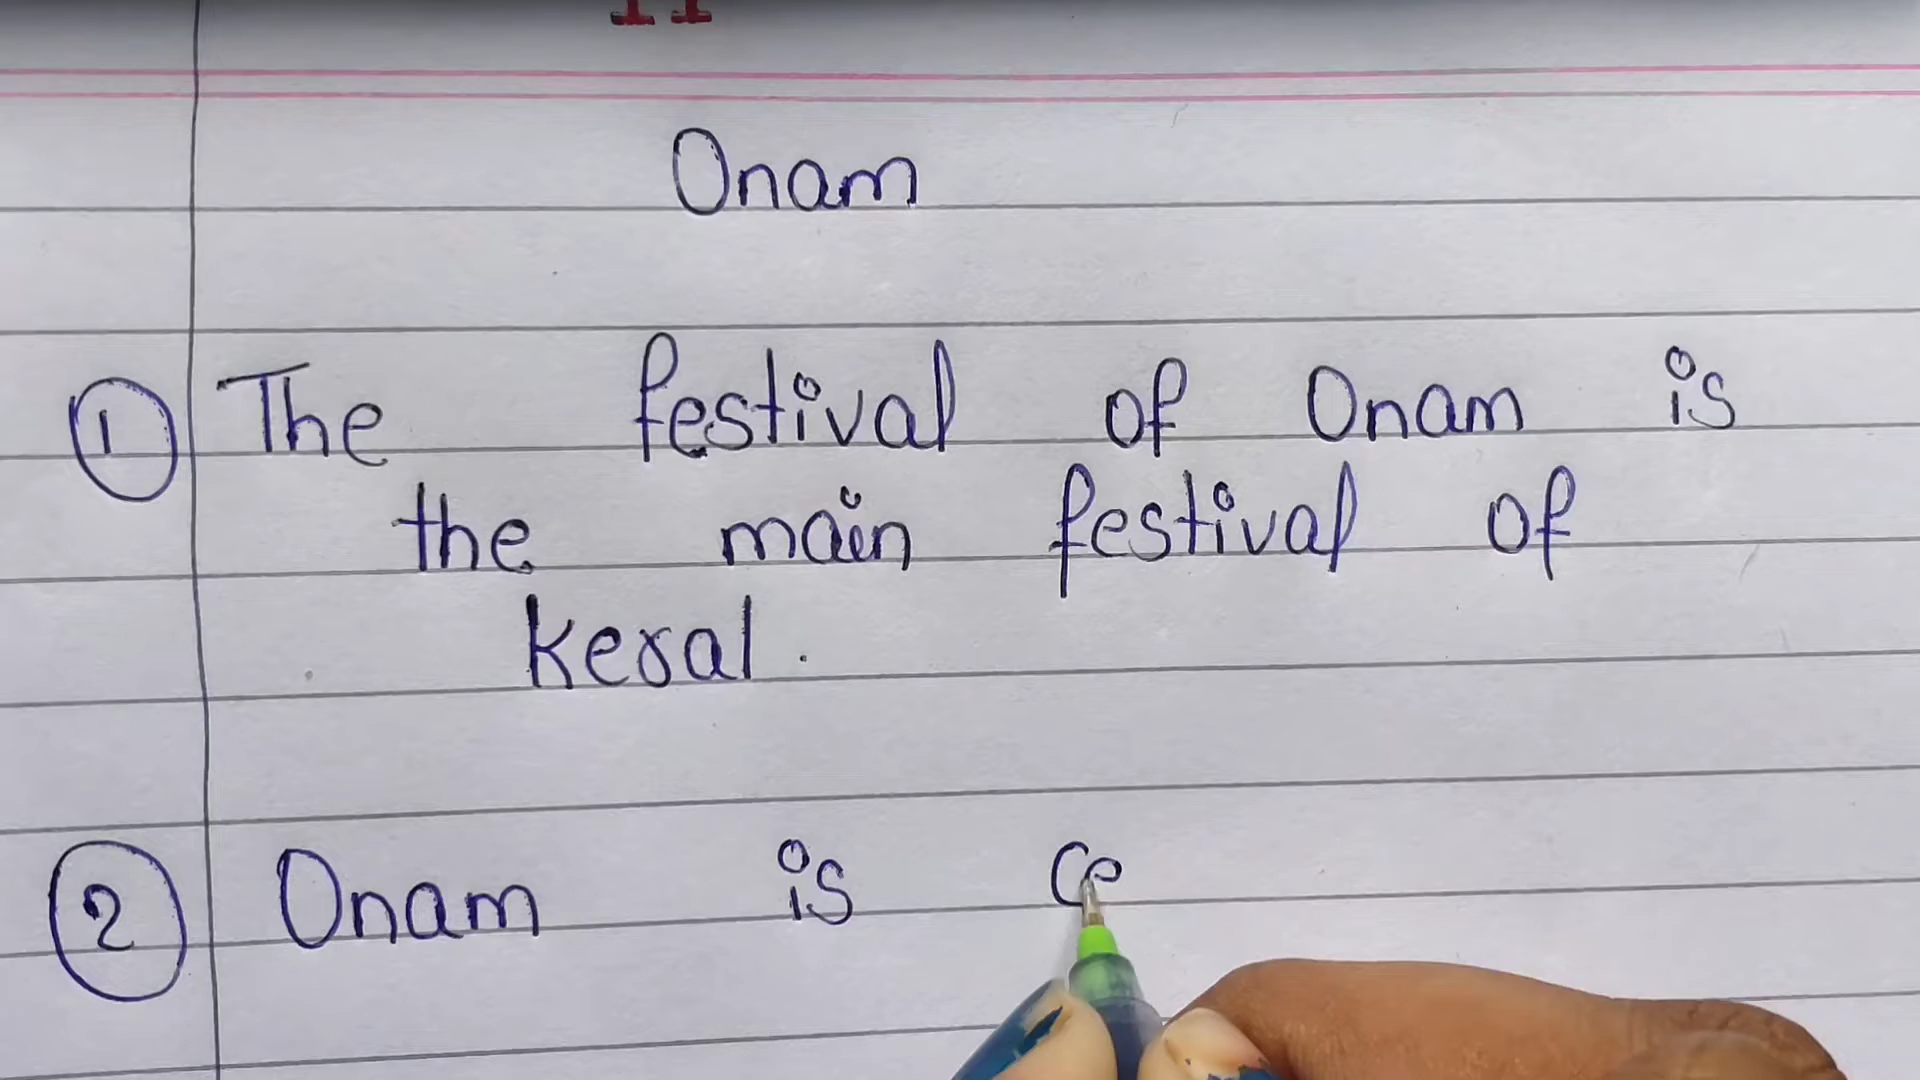 Onam
1 The festival of Onam is
the main festival of
keral.
2 Onam is ce